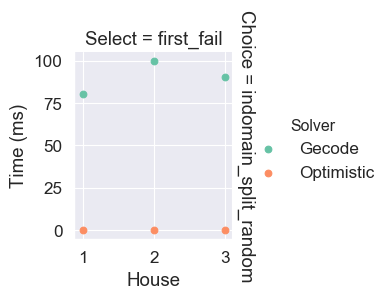 Select = first_fail
Choice = indomain_split_random
100
75
50
25
0
Time (ms)
1 2 3
House
Solver
Gecode
Optimistic